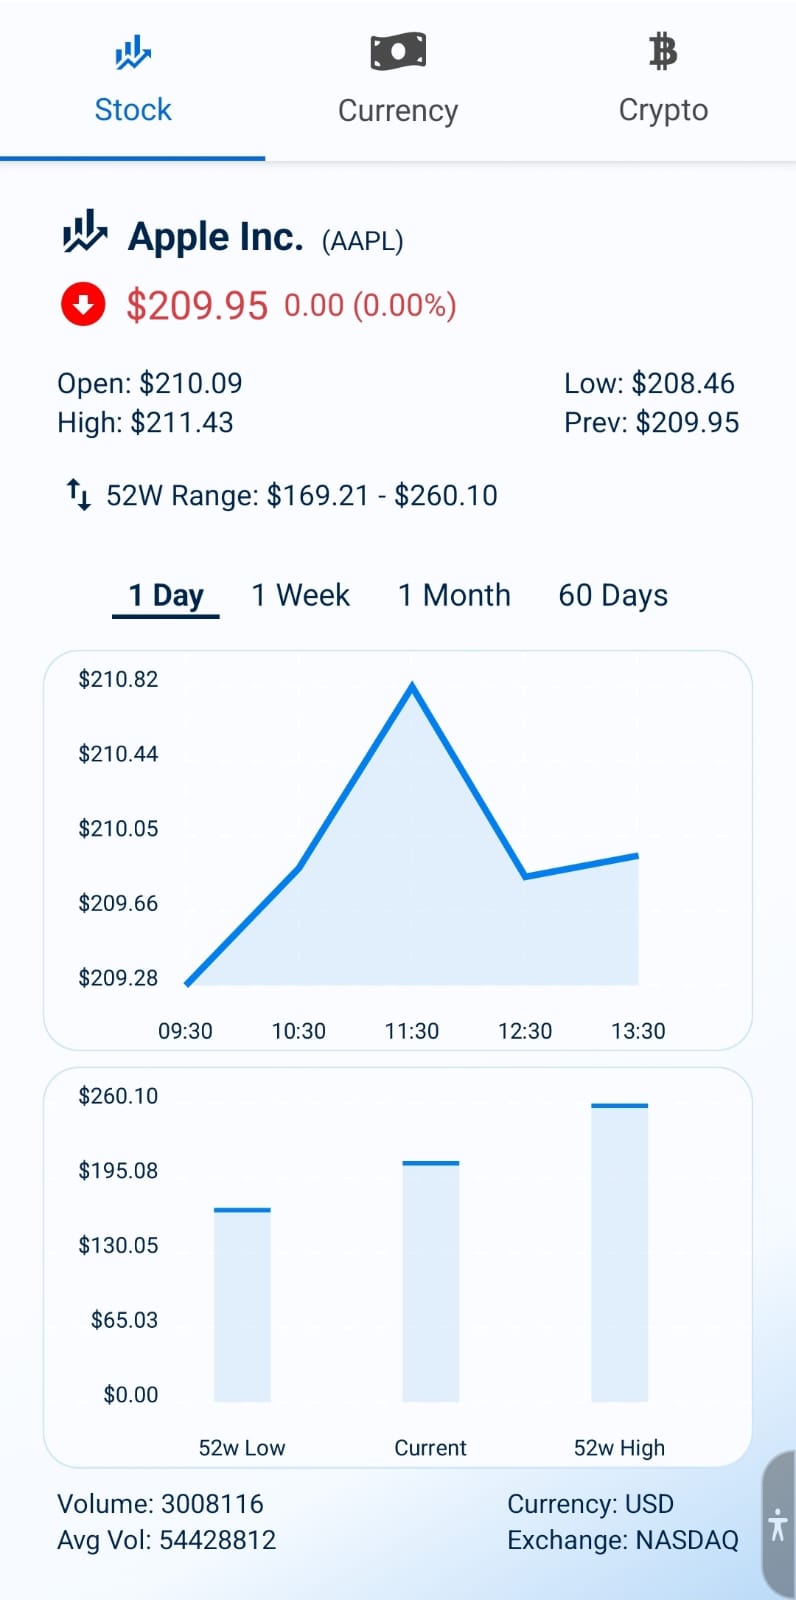 Stock Currency Crypto
Apple Inc. (AAPL)
$209.95 0.00 (0.00%)
Open: $210.09 Low: $208.46
High: $211.43 Prev: $209.95
52W Range: $169.21 - $260.10
1 Day 1 Week 1 Month 60 Days
$210.82
$210.44
$210.05
$209.66
$209.28
09:30 10:30 11:30 12:30 13:30
$260.10
$195.08
$130.05
$65.03
$0.00
52w Low Current 52w High
Volume: 3008116 Currency: USD
Avg Vol: 54428812 Exchange: NASDAQ